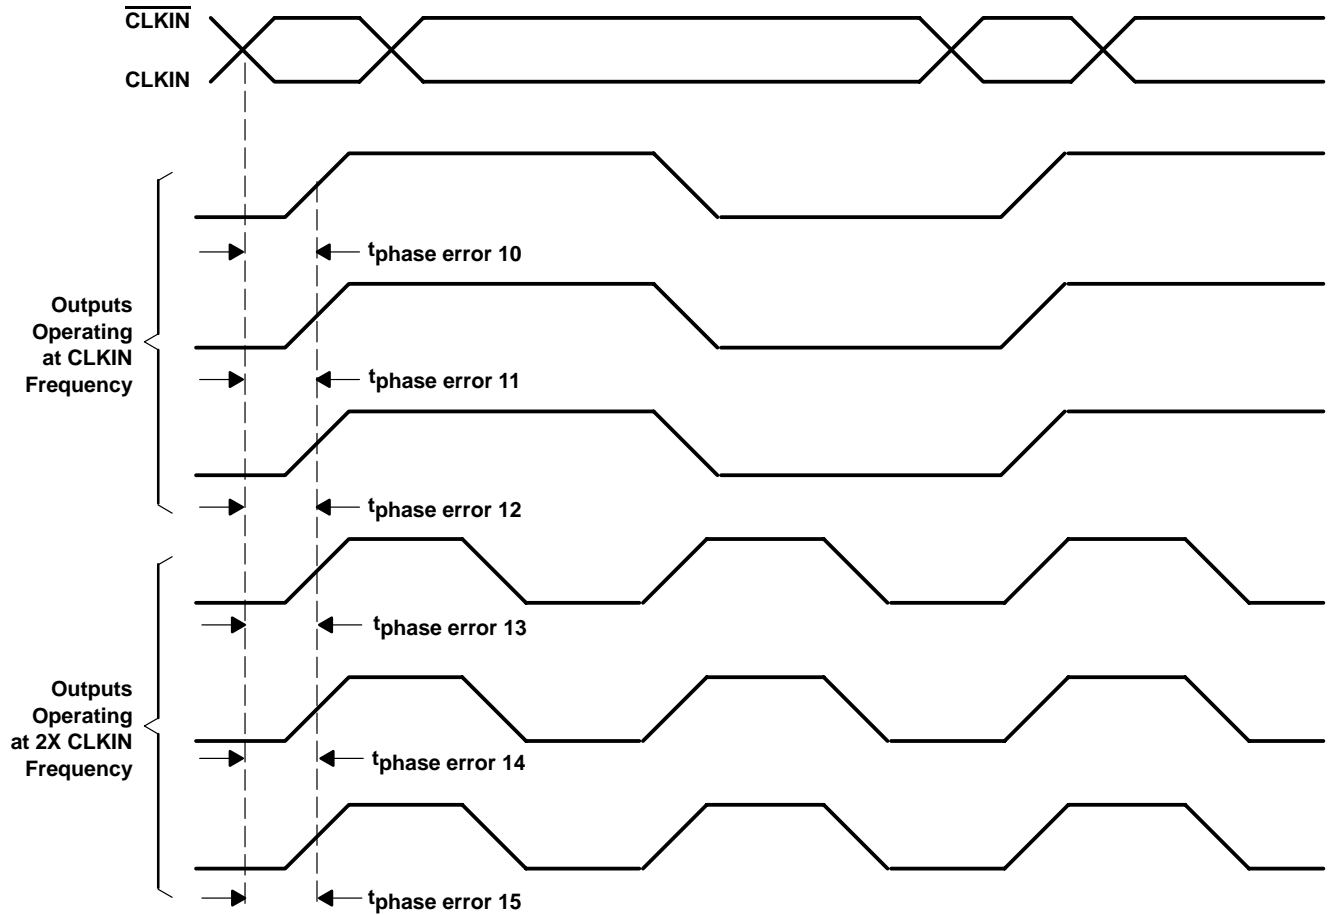 CLKIN
CLKIN
tphase error 10
Outputs
Operating
at CLKIN
Frequency
tphase error 11
tphase error 12
tphase error 13
Outputs
Operating
at 2X CLKIN
Frequency
tphase error 14
tphase error 15